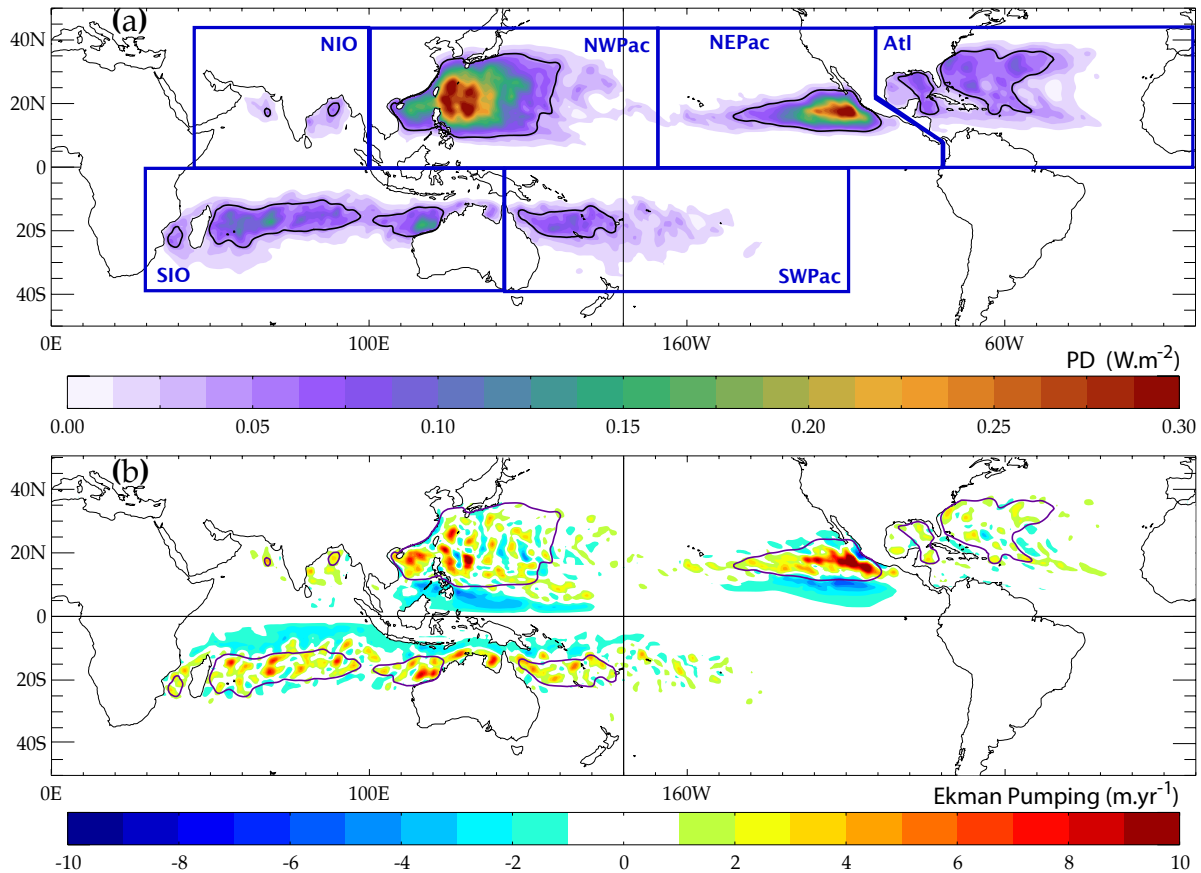 (a)
40N
20N
0
20S
40S
NIO
NWPac
NEPac
Atl
SIO
SWPac
0E
100E
160W
60W
PD (W.m-2)
0.00
0.05
0.10
0.15
0.20
0.25
0.30
(b)
40N
20N
0
20S
40S
0E
100E
160W
60W
Ekman Pumping (m.yr-1)
-10
-8
-6
-4
-2
0
2
4
6
8
10